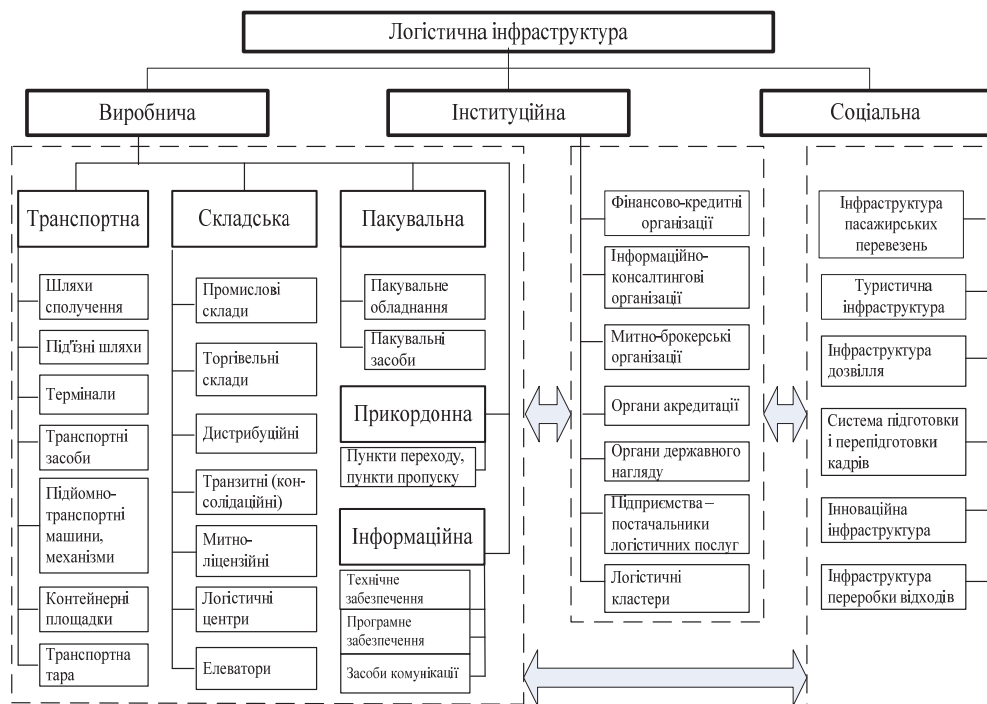 Логістична інфраструктура
Виробнича
Інституційна
Соціальна
Транспортна
Шляхи
сполучення
Під'їзні шляхи
Термінали
Транспортні
засоби
Підйомно-
транспортні
машини,
механізми
Контейнерні
площадки
Транспортна
тара
Складська
Промислові
склади
Торгівельні
склади
Дистрибуційні
Транзитні (кон-
солідаційні)
Митно-
ліцензійні
Логістичні
центри
Елеватори
Пакувальна
Пакувальне
обладнання
Пакувальні
засоби
Прикордонна
Пункти переходу,
пункти пропуску
Інформаційна
Технічне
забезпечення
Програмне
забезпечення
Засоби комунікації
Фінансово-кредитні
організації
Інформаційно-
консалтингові
організації
Митно-брокерські
організації
Органи акредитації
Органи державного
нагляду
Підприємства –
постачальники
логістичних послуг
Логістичні
кластери
Інфраструктура
пасажирських
перевезень
Туристична
інфраструктура
Інфраструктура
дозвілля
Система підготовки
і перепідготовки
кадрів
Інноваційна
інфраструктура
Інфраструктура
переробки відходів